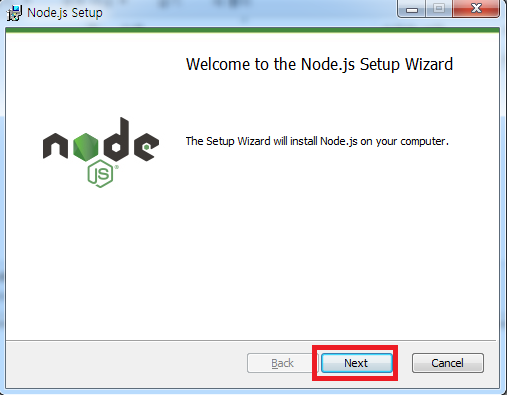 Node.js Setup
Welcome to the Node.js Setup Wizard
node
JS
The Setup Wizard will install Node.js on your computer.
Back
Next
Cancel